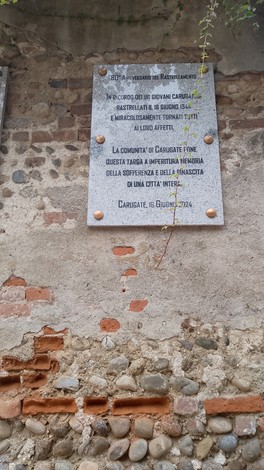 80° ANNIVERSARIO DEL RASTRELLAMENTO
IN RICORDO DEI GIOVANI CARUGATESI
RASTRELLATI IL 16 GIUGNO 1944
E MIRACOLOSAMENTE TORNATI TUTTI
AI LORO AFFETTI,
LA COMUNITA' DI CARUGATE PONE
QUESTA TARGA A IMPERITURA MEMORIA
DELLA SOFFERENZA E DELLA RINASCITA
DI UNA CITTA' INTERA.
CARUGATE, 16 GIUGNO 2024